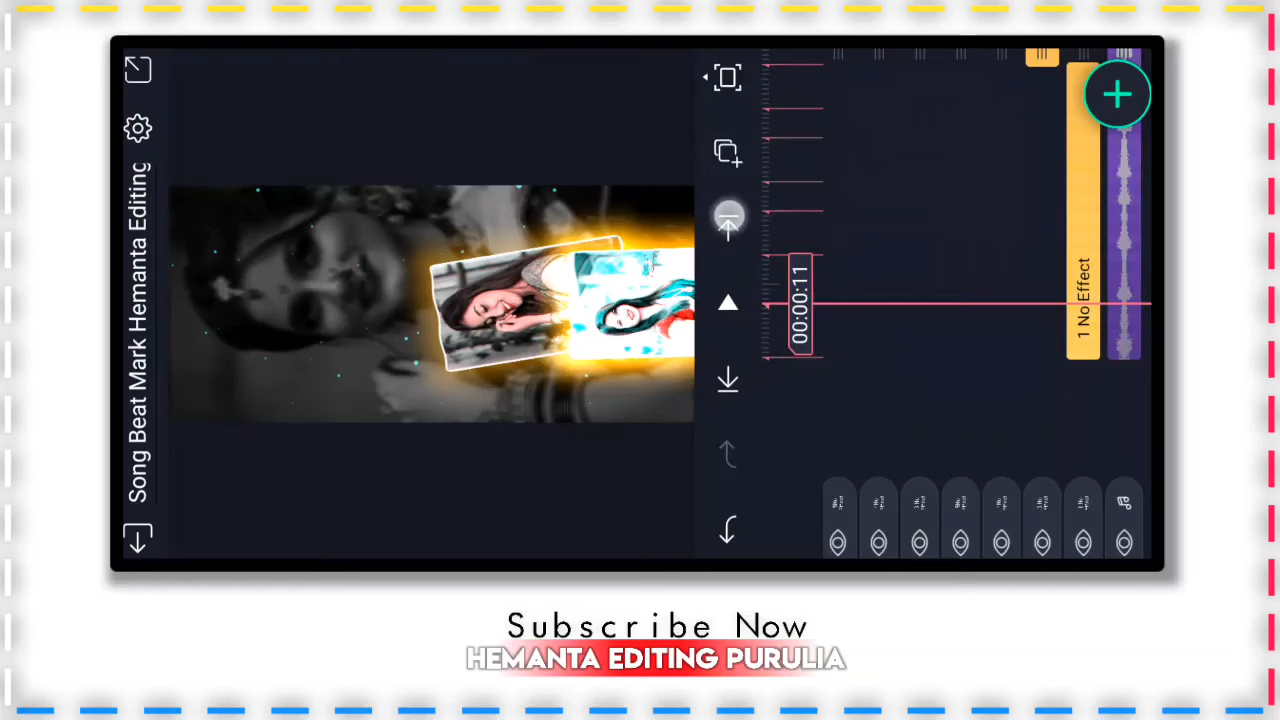 Song Beat Mark Hemanta Editing
00:00:11
1 No Effect
Subscribe Now
HEMANTA EDITING PURULIA